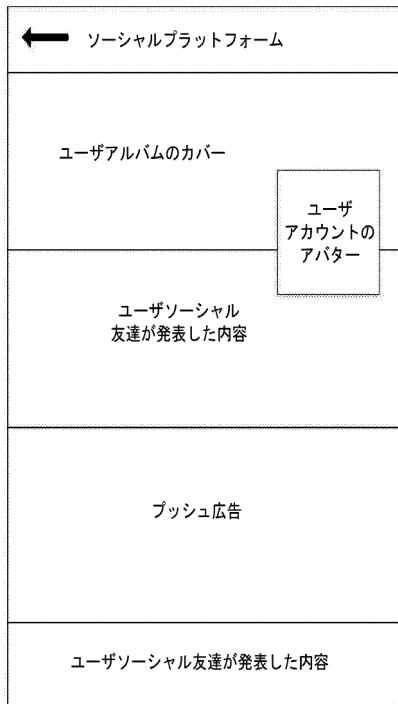 ソーシャルプラットフォーム
ユーザアルバムのカバー
ユーザ
アカウントの
アバター
ユーザソーシャル
友達が発表した内容
プッシュ広告
ユーザソーシャル友達が発表した内容